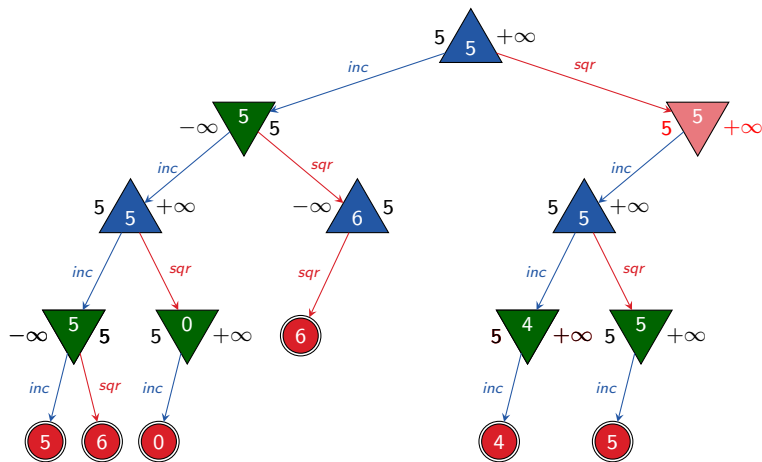 5 5 +∞
inc sqr
5 5
−∞ 5 5 +∞
inc sqr inc
5 5 +∞ −∞ 6 5 5 5 +∞
inc sqr sqr inc sqr
5 0 4 5
−∞ 5 5 +∞ 6 5 +∞ 5 +∞
inc sqr inc inc inc
5 6 0 4 5